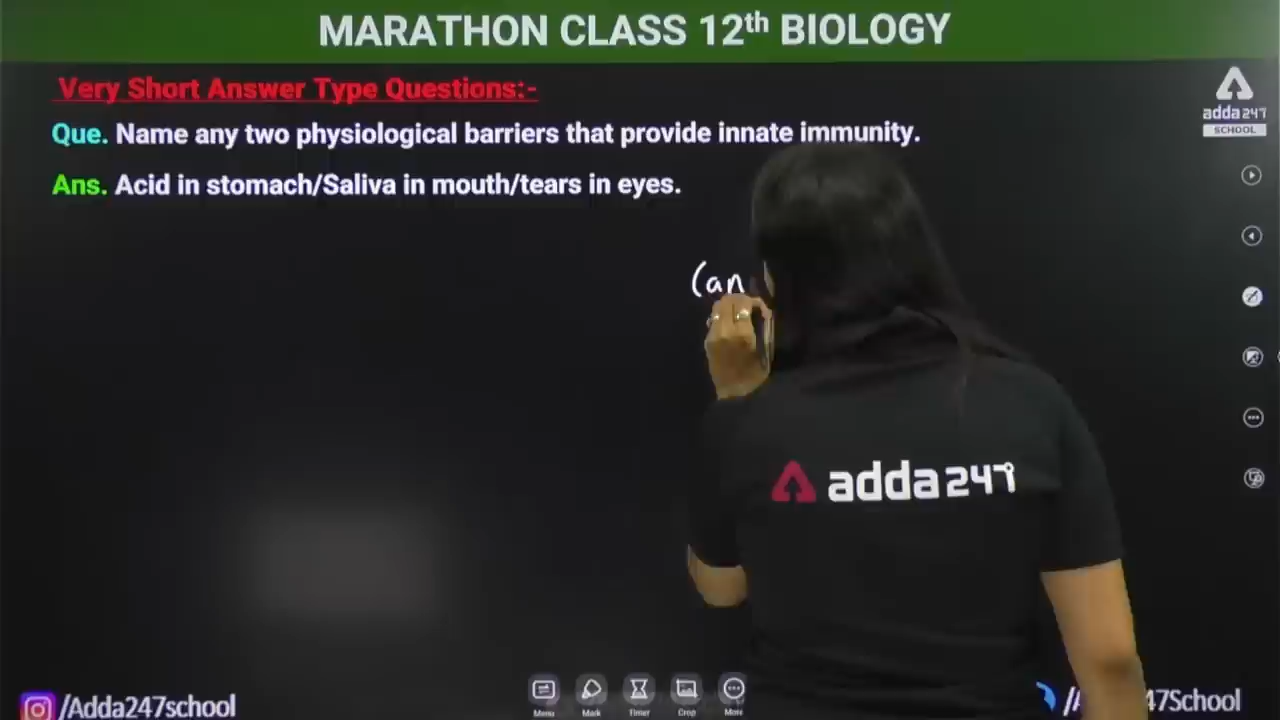 MARATHON CLASS 12th BIOLOGY
Very Short Answer Type Questions:-
Que. Name any two physiological barriers that provide innate immunity.
Ans. Acid in stomach/Saliva in mouth/tears in eyes.
adda247
SCHOOL
(an
adda247
Menu Mark Timer Crop More
/Adda247school
47School